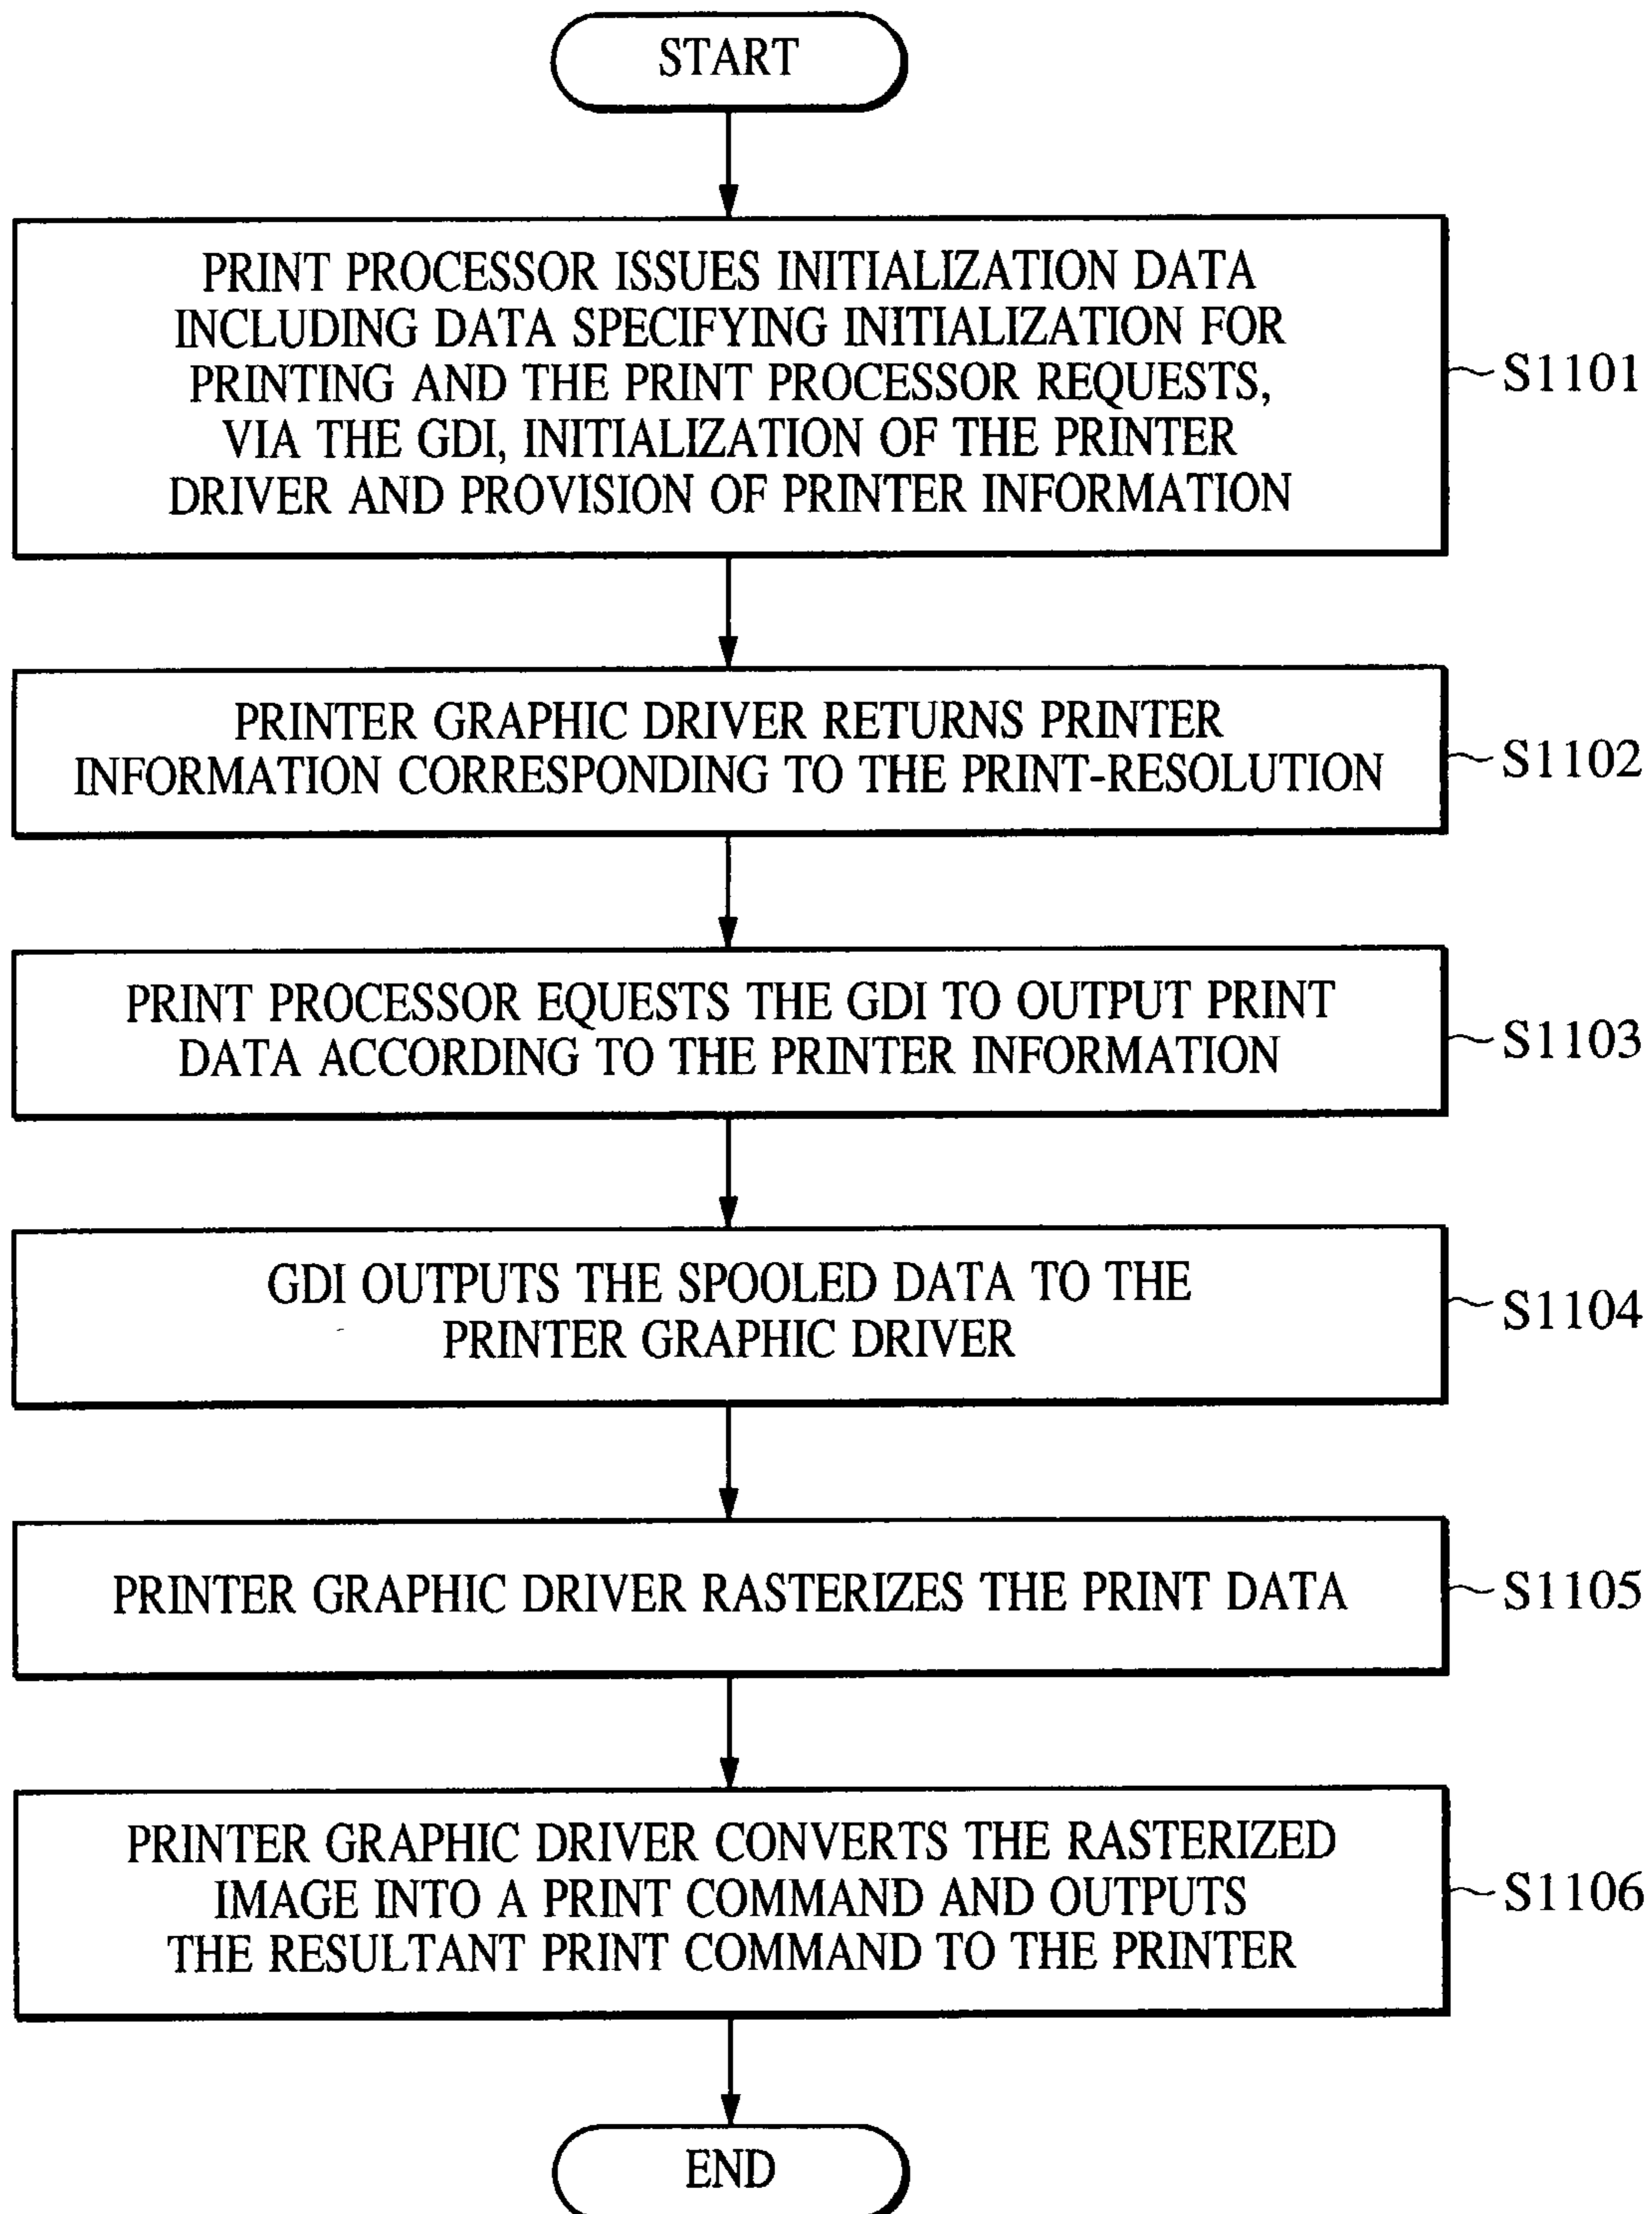 START
PRINT PROCESSOR ISSUES INITIALIZATION DATA
INCLUDING DATA SPECIFYING INITIALIZATION FOR
PRINTING AND THE PRINT PROCESSOR REQUESTS,
VIA THE GDI, INITIALIZATION OF THE PRINTER
DRIVER AND PROVISION OF PRINTER INFORMATION
S1101
PRINTER GRAPHIC DRIVER RETURNS PRINTER
INFORMATION CORRESPONDING TO THE PRINT-RESOLUTION
S1102
PRINT PROCESSOR EQUESTS THE GDI TO OUTPUT PRINT
DATA ACCORDING TO THE PRINTER INFORMATION
S1103
GDI OUTPUTS THE SPOOLED DATA TO THE
PRINTER GRAPHIC DRIVER
S1104
PRINTER GRAPHIC DRIVER RASTERIZES THE PRINT DATA
S1105
PRINTER GRAPHIC DRIVER CONVERTS THE RASTERIZED
IMAGE INTO A PRINT COMMAND AND OUTPUTS
THE RESULTANT PRINT COMMAND TO THE PRINTER
S1106
END